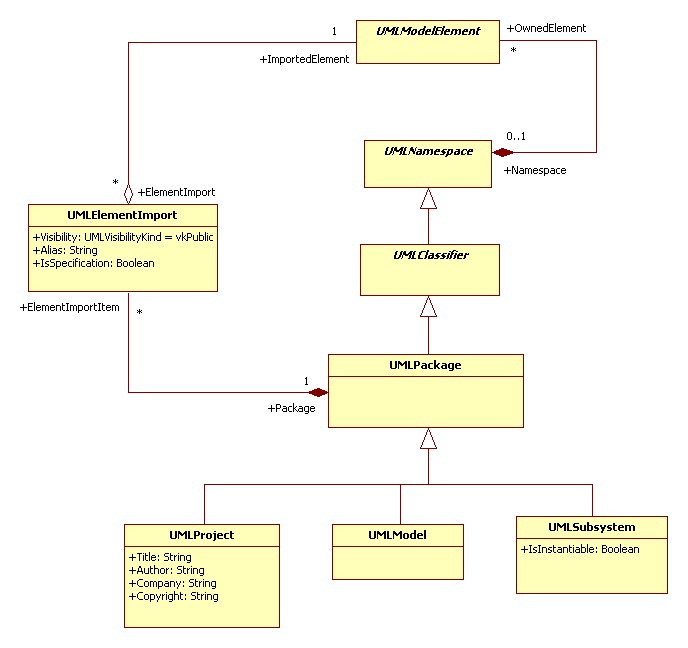 1
UMLModelElement
+OwnedElement
*
+ImportedElement
0..1
UMLNamespace
+Namespace
*
+ElementImport
UMLElementImport
+Visibility: UMLVisibilityKind = vkPublic
+Alias: String
+IsSpecification: Boolean
UMLClassifier
+ElementImportItem
*
UMLPackage
1
+Package
UMLProject
+Title: String
+Author: String
+Company: String
+Copyright: String
UMLModel
UMLSubsystem
+IsInstantiable: Boolean